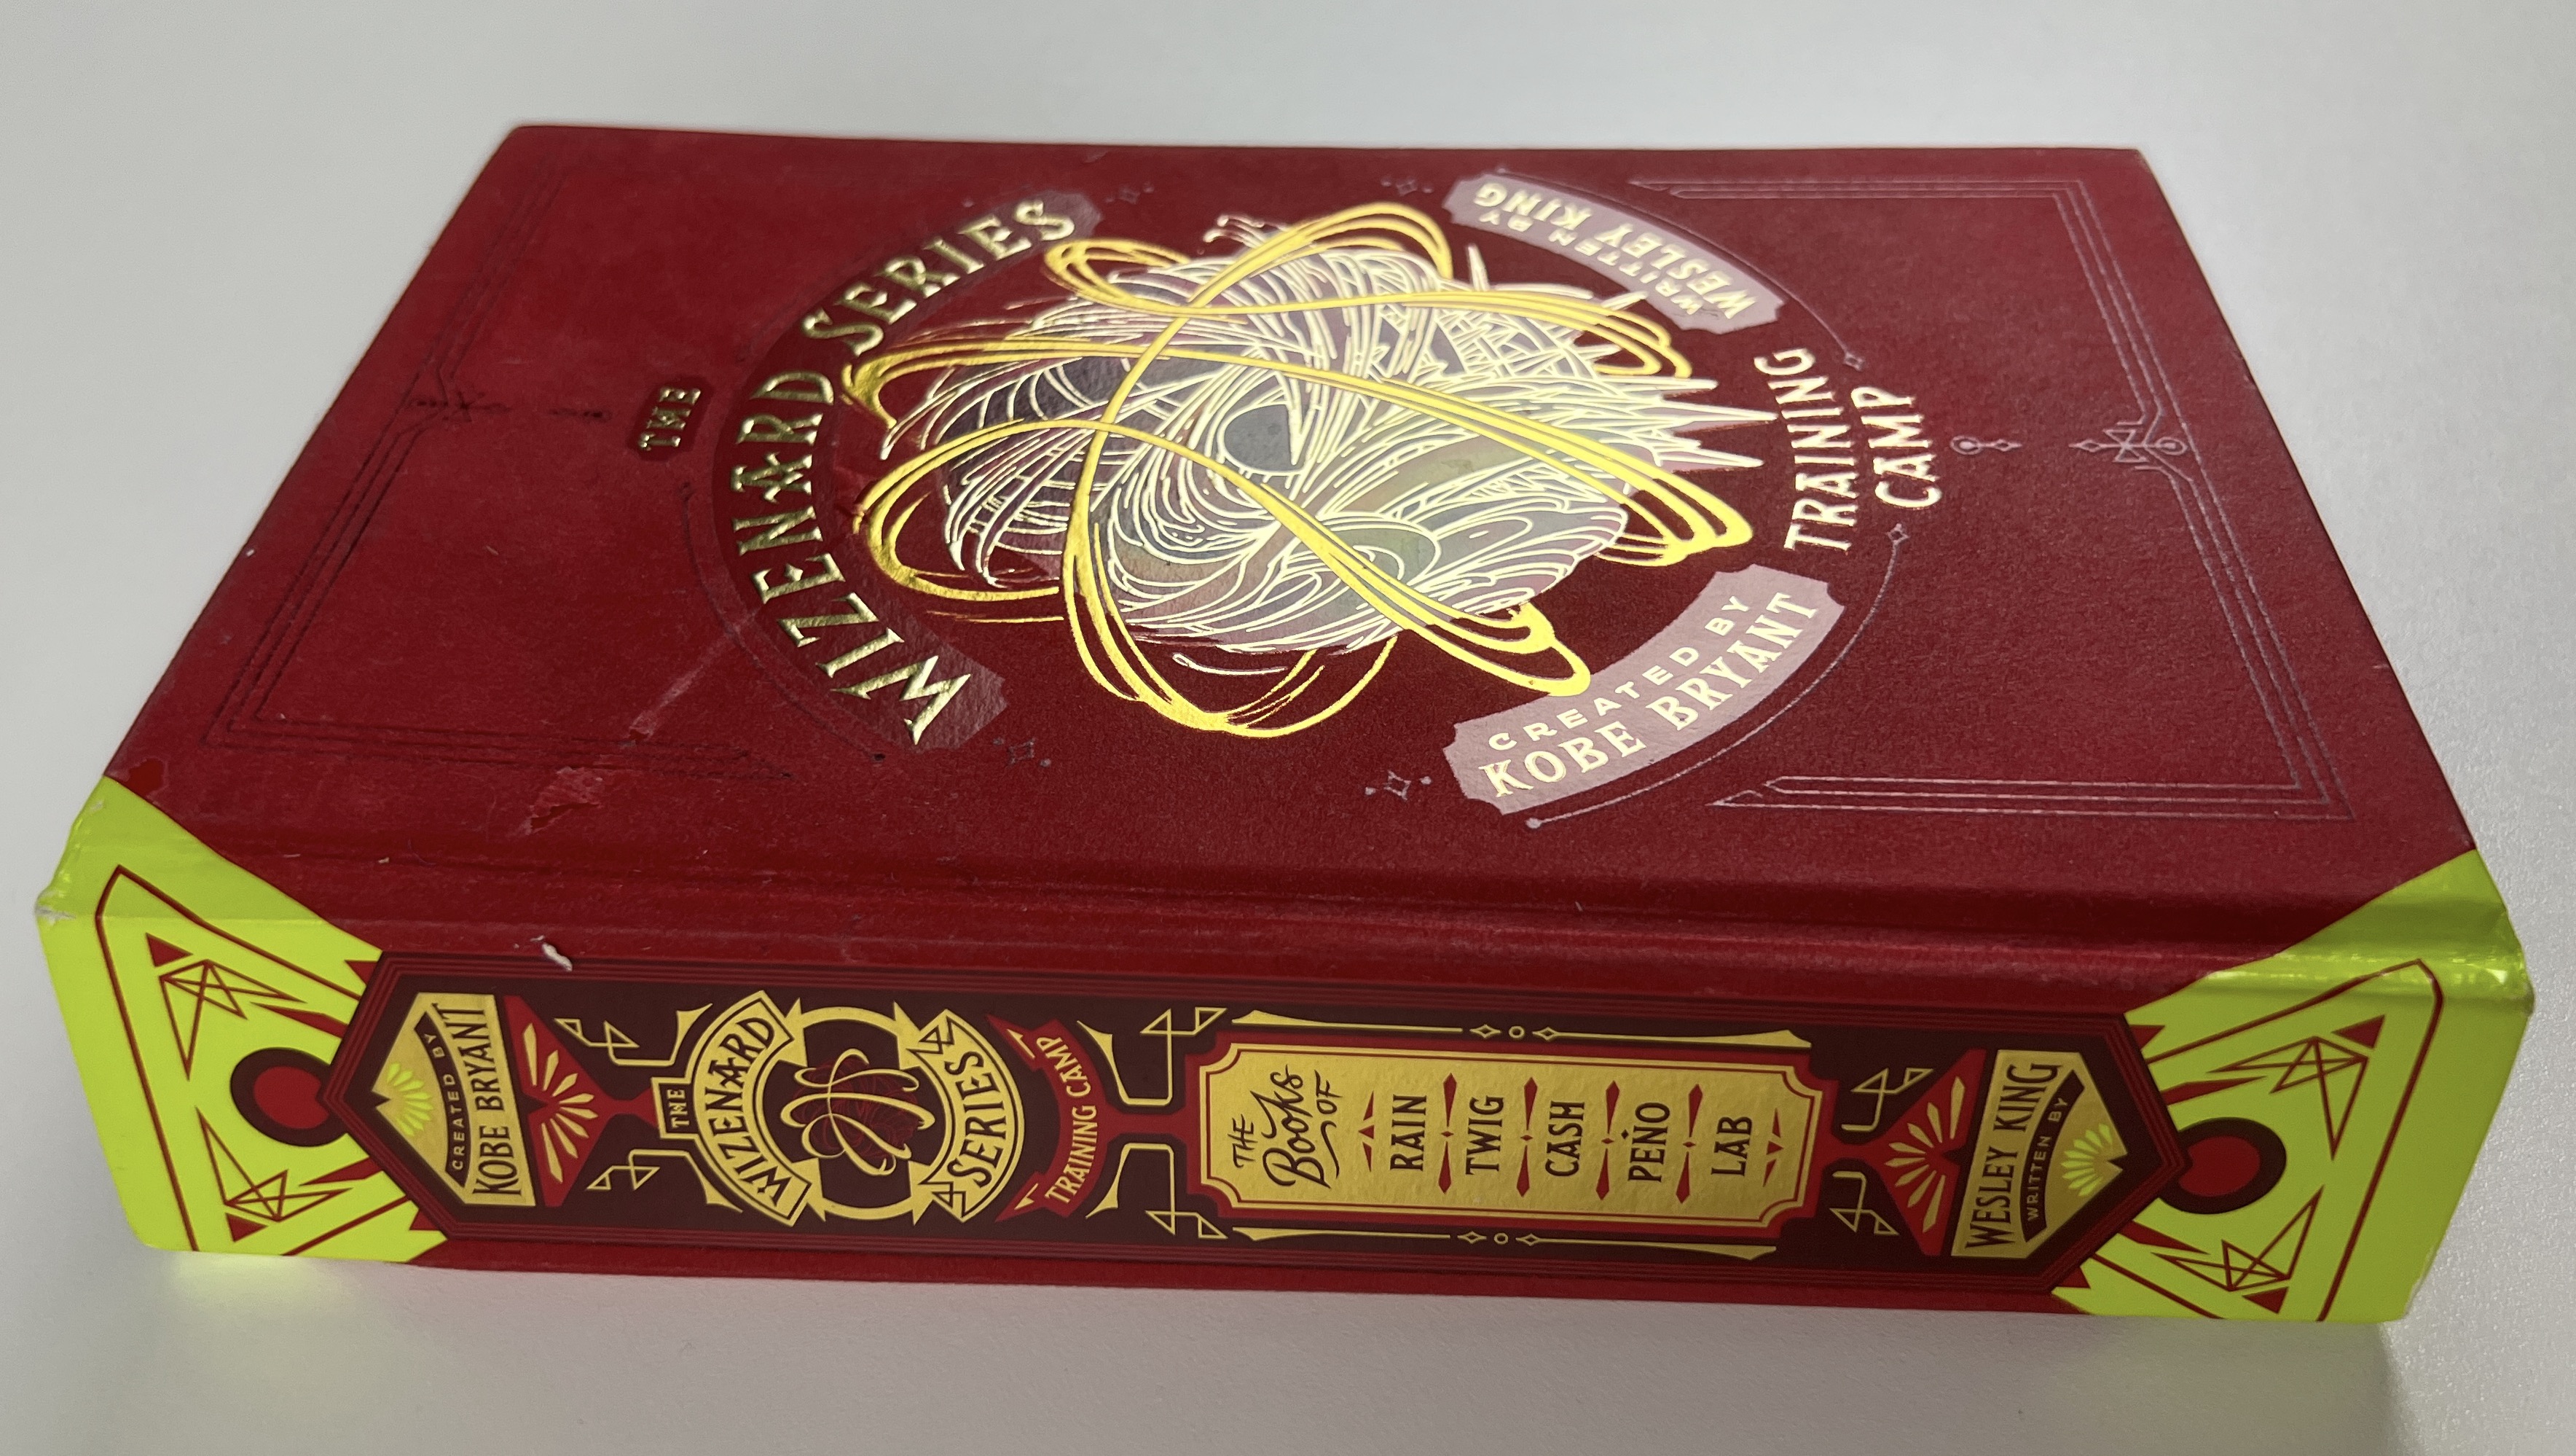 THE
WIZENARD SERIES
TRAINING
CAMP
CREATED BY
KOBE BRYANT
WRITTEN BY
WESLEY KING
CREATED BY
KOBE BRYANT
THE
WIZENARD
SERIES
TRAINING CAMP
THE
Books
OF
RAIN
TWIG
CASH
PEÑO
LAB
WESLEY KING
WRITTEN BY